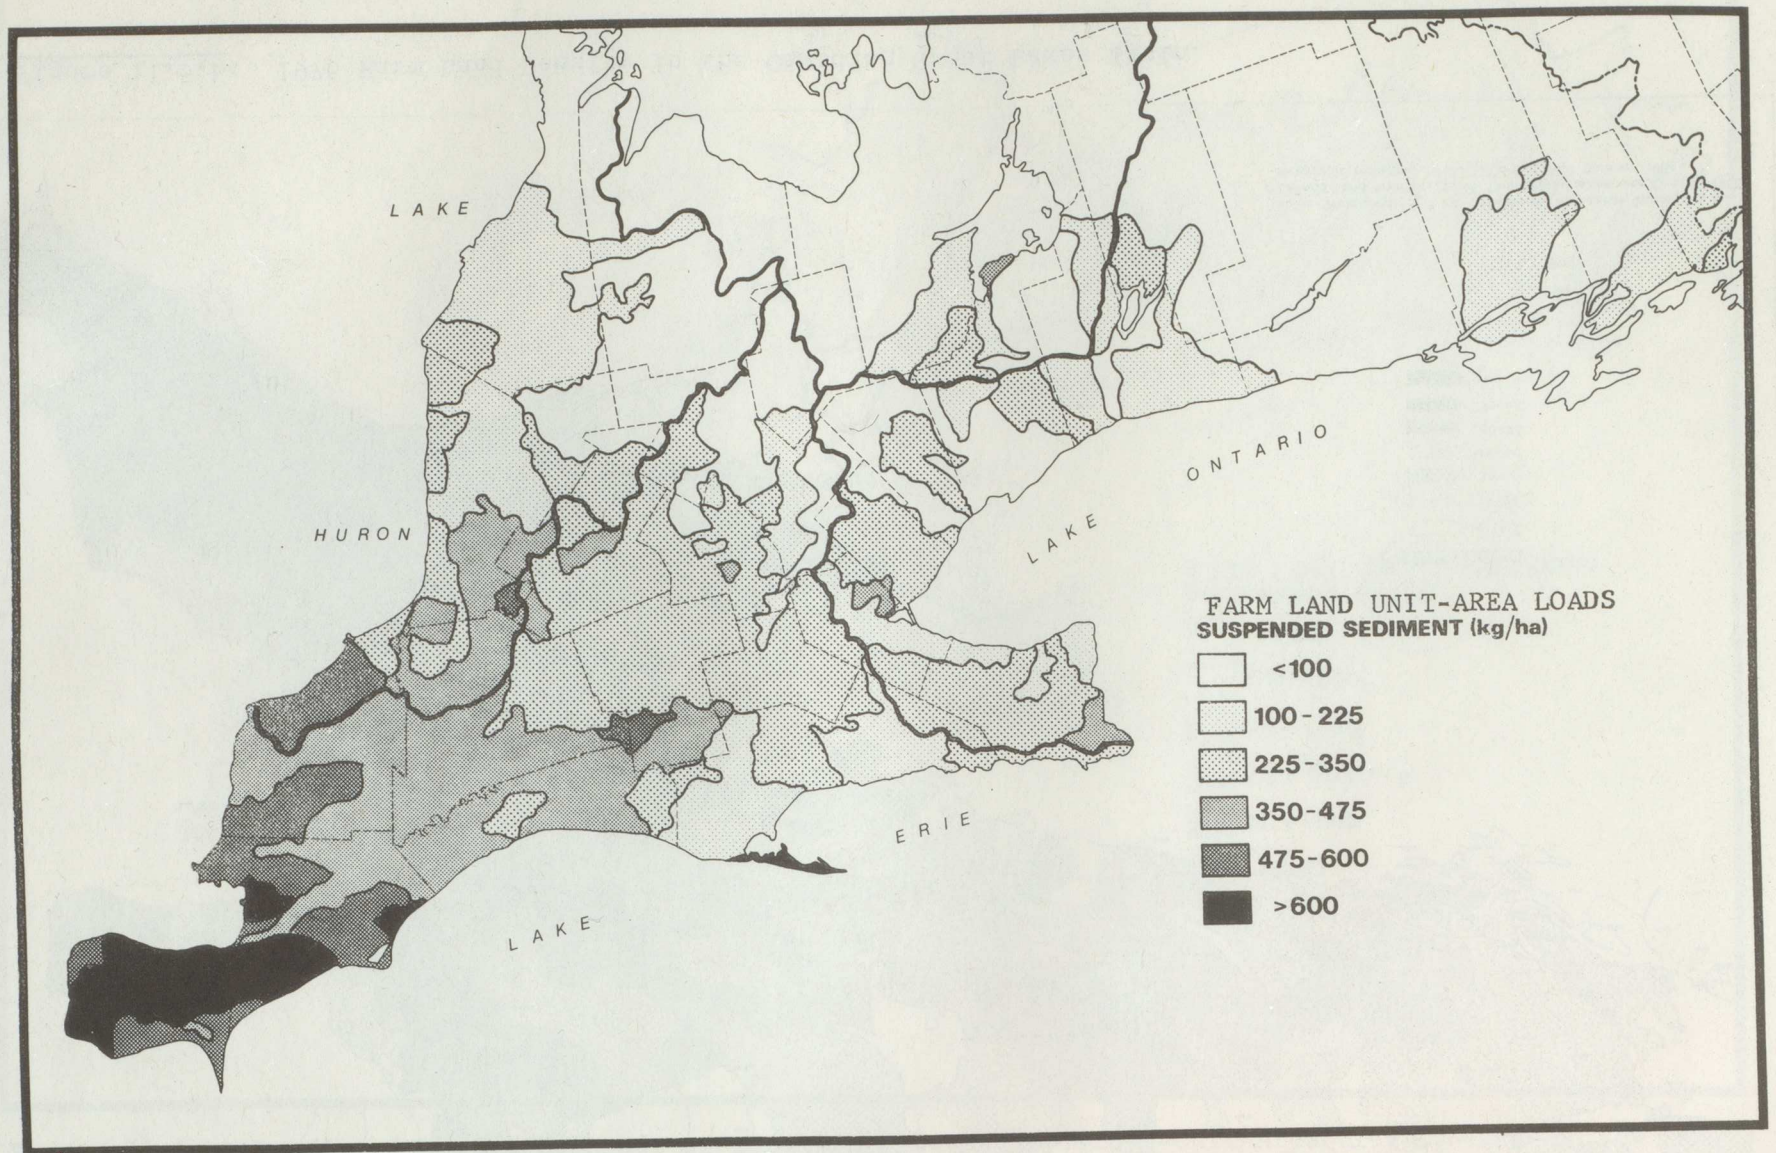 LAKE
HURON
LAKE
ONTARIO
LAKE
ERIE
FARM LAND UNIT-AREA LOADS
SUSPENDED SEDIMENT (kg/ha)
<100
100-225
225-350
350-475
475-600
>600